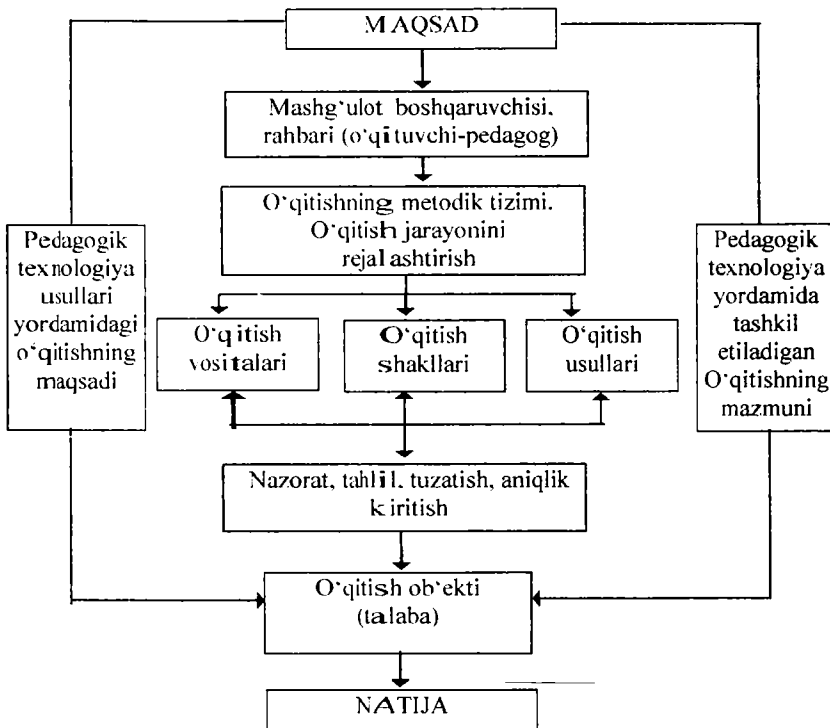 MAQSAD
Mashg‘ulot boshqaruvchisi,
rahbari (o‘qituvchi-pedagog)
O‘qitishning metodik tizimi.
O‘qitish jarayonini
rejalashtirish
Pedagogik
texnologiya
usullari
yordamidagi
o‘qitishning
maqsadi
O‘qitish
vositalari
O‘qitish
shakllari
O‘qitish
usullari
Pedagogik
texnologiya
yordamida
tashkil
etiladigan
O‘qitishning
mazmuni
Nazorat, tahlil, tuzatish, aniqlik
kiritish
O‘qitish ob‘ekti
(talaba)
NATIJA